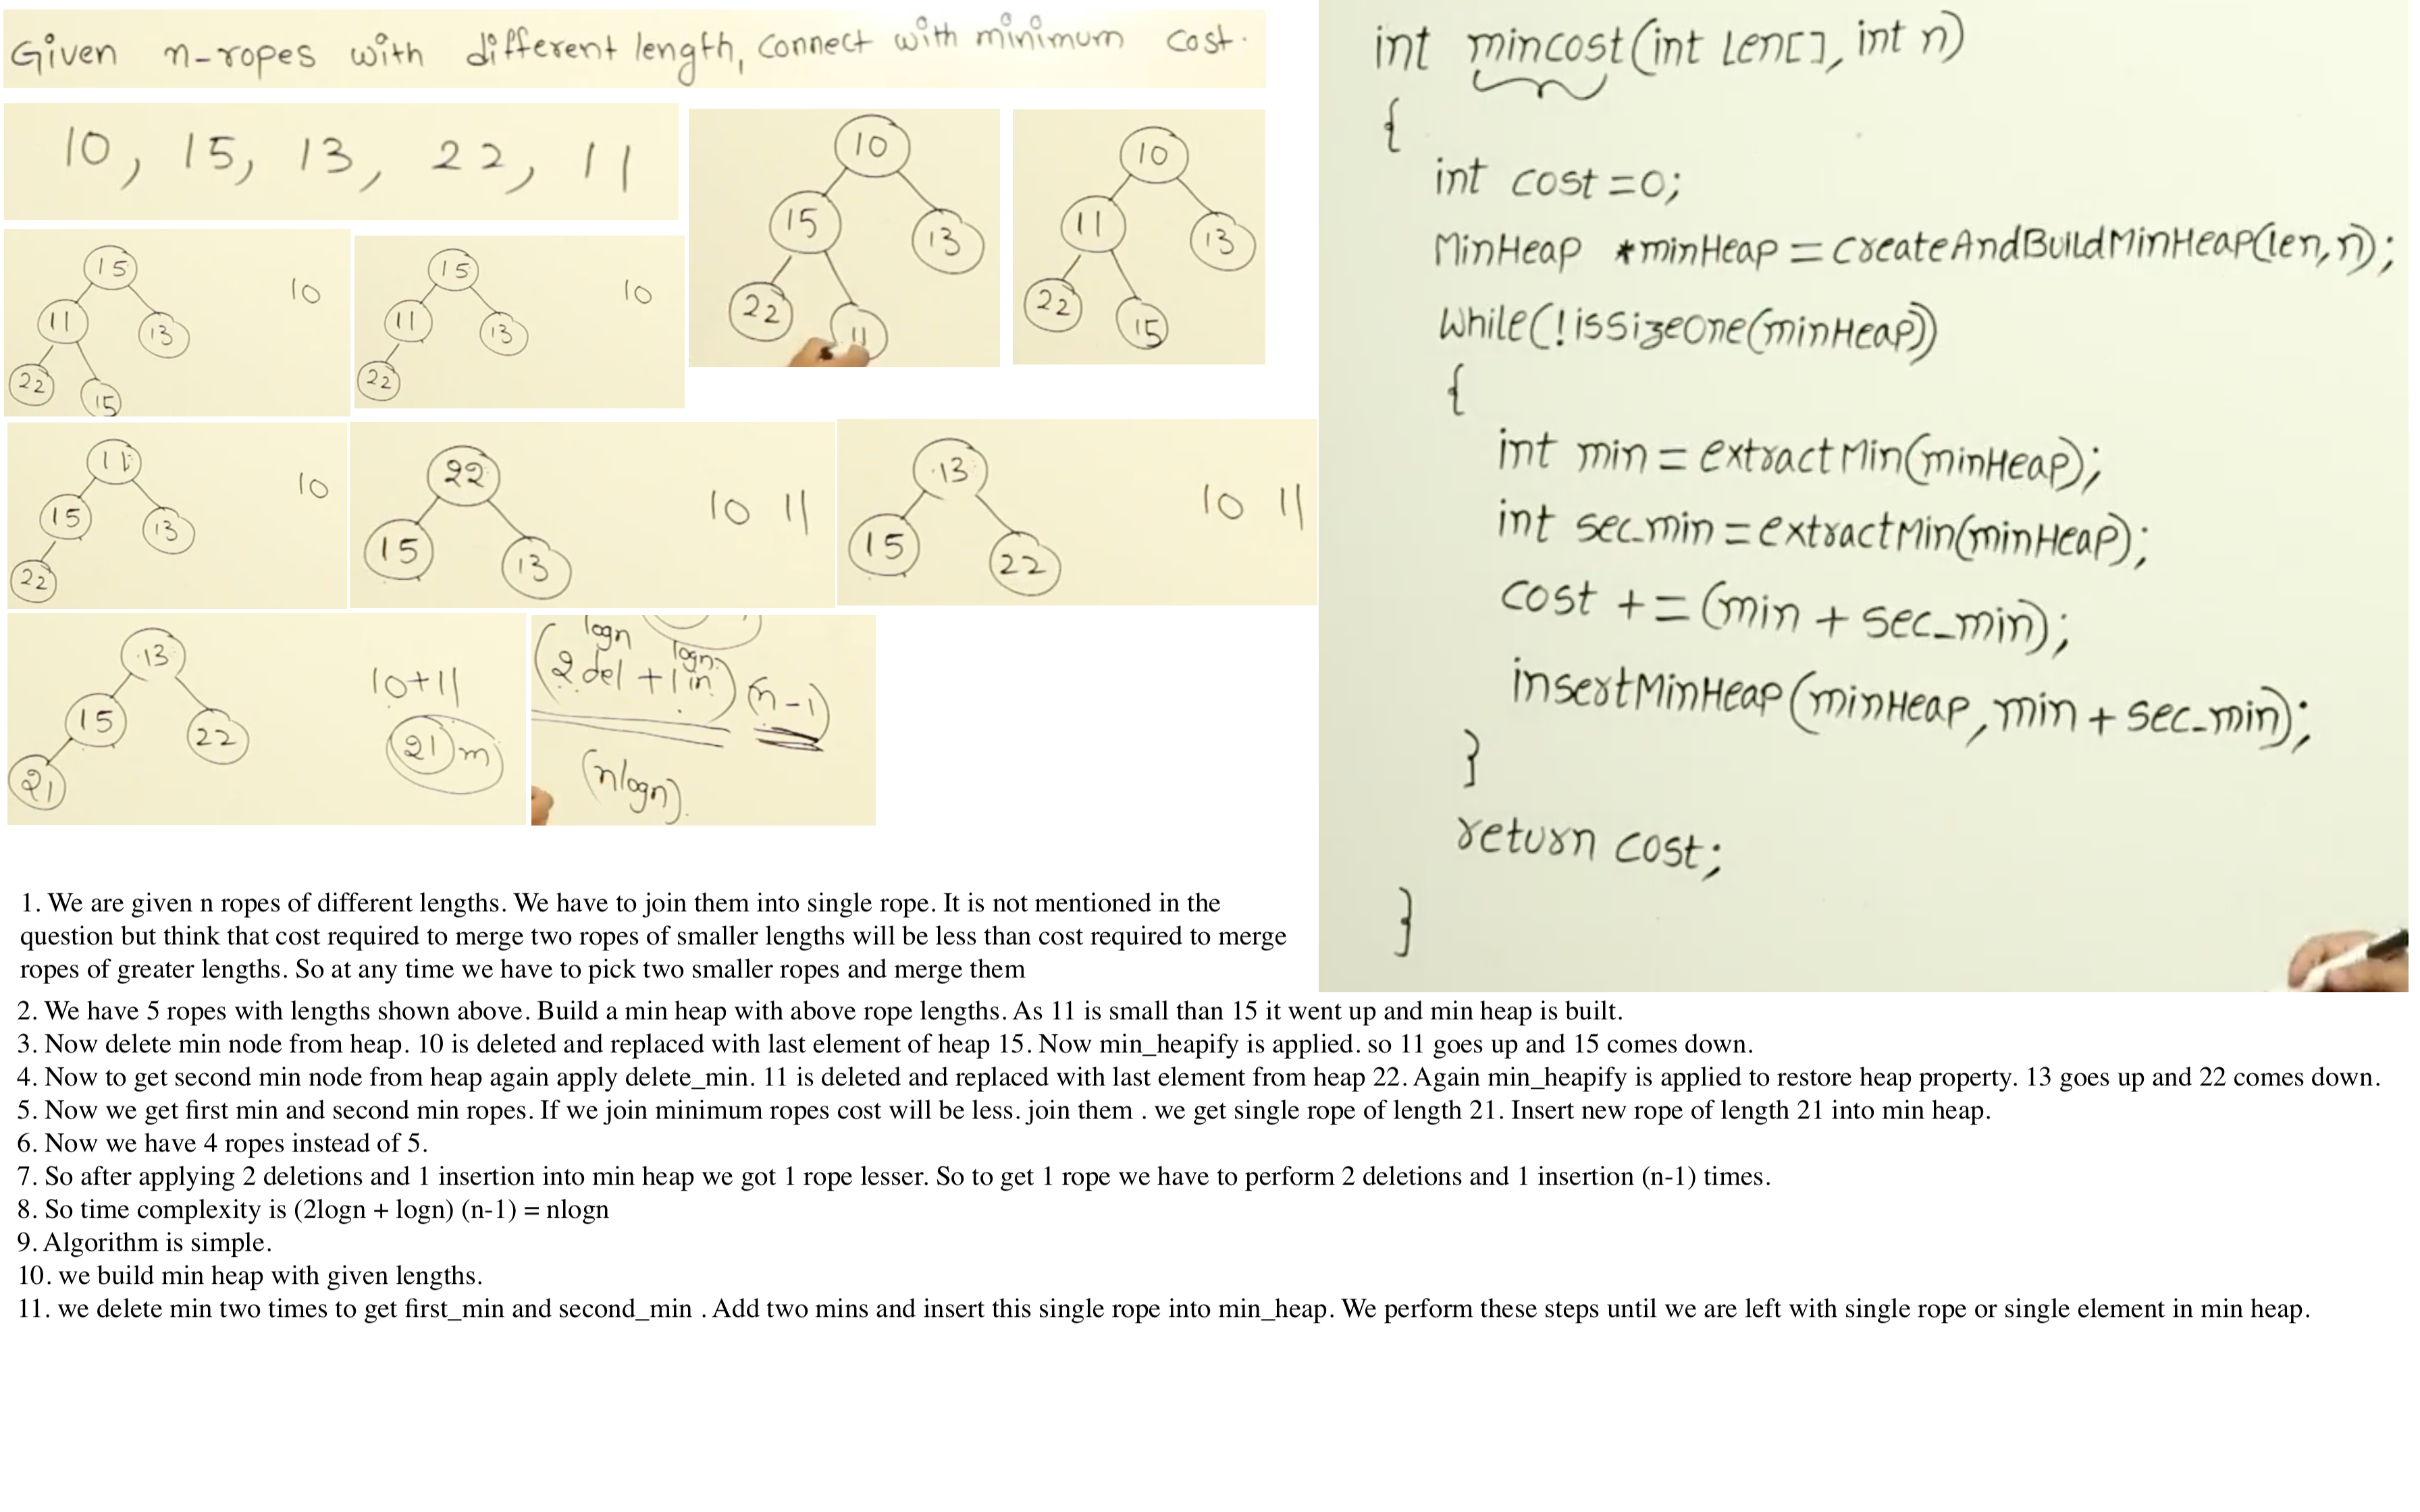 Given n-ropes with different length, connect with minimum cost.
10, 15, 13, 22, 11
10
15 13
22 11
10
11 13
22 15
15 10
11 13
22 15
15 10
11 13
22
11 10
15 13
22
22 10 11
15 13
13 10 11
15 22
13 10+11
15 22 21 m
21
logn logn
(2 del + 1 in) (n-1)
(nlogn).
int mincost(int Len[], int n)
{
int cost=0;
MinHeap *minHeap = createAndBuildMinHeap(len,n);
while(!issizeone(minHeap))
{
int min = extractMin(minHeap);
int sec_min = extractMin(minHeap);
cost += (min + sec_min);
insertMinHeap(minHeap, min + sec_min);
}
return cost;
}
1. We are given n ropes of different lengths. We have to join them into single rope. It is not mentioned in the
question but think that cost required to merge two ropes of smaller lengths will be less than cost required to merge
ropes of greater lengths. So at any time we have to pick two smaller ropes and merge them
2. We have 5 ropes with lengths shown above. Build a min heap with above rope lengths. As 11 is small than 15 it went up and min heap is built.
3. Now delete min node from heap. 10 is deleted and replaced with last element of heap 15. Now min_heapify is applied. so 11 goes up and 15 comes down.
4. Now to get second min node from heap again apply delete_min. 11 is deleted and replaced with last element from heap 22. Again min_heapify is applied to restore heap property. 13 goes up and 22 comes down.
5. Now we get first min and second min ropes. If we join minimum ropes cost will be less. join them . we get single rope of length 21. Insert new rope of length 21 into min heap.
6. Now we have 4 ropes instead of 5.
7. So after applying 2 deletions and 1 insertion into min heap we got 1 rope lesser. So to get 1 rope we have to perform 2 deletions and 1 insertion (n-1) times.
8. So time complexity is (2logn + logn) (n-1) = nlogn
9. Algorithm is simple.
10. we build min heap with given lengths.
11. we delete min two times to get first_min and second_min . Add two mins and insert this single rope into min_heap. We perform these steps until we are left with single rope or single element in min heap.